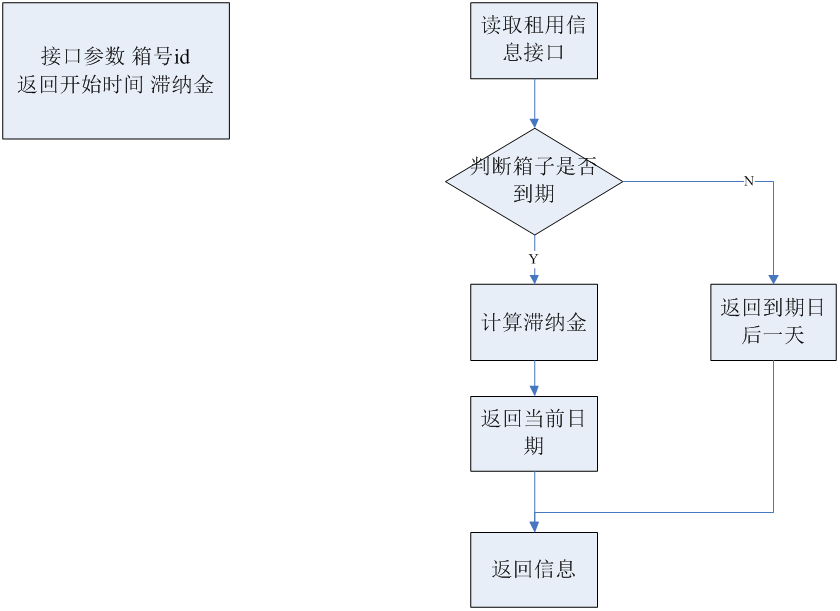 接口参数 箱号id
返回开始时间 滞纳金
读取租用信
息接口
判断箱子是否
到期
N
Y
计算滞纳金
返回到期日
后一天
返回当前日
期
返回信息